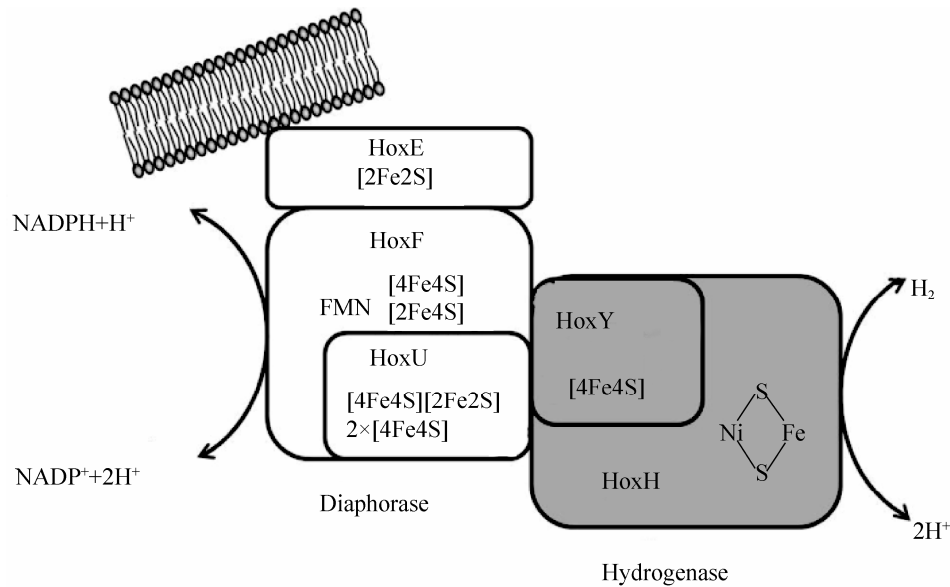 HoxE
[2Fe2S]
NADPH+H⁺
HoxF
[4Fe4S]
FMN [2Fe4S]
HoxU
[4Fe4S][2Fe2S]
2×[4Fe4S]
NADP⁺+2H⁺
Diaphorase
HoxY
[4Fe4S]
S
Ni Fe
S
HoxH
Hydrogenase
H₂
2H⁺